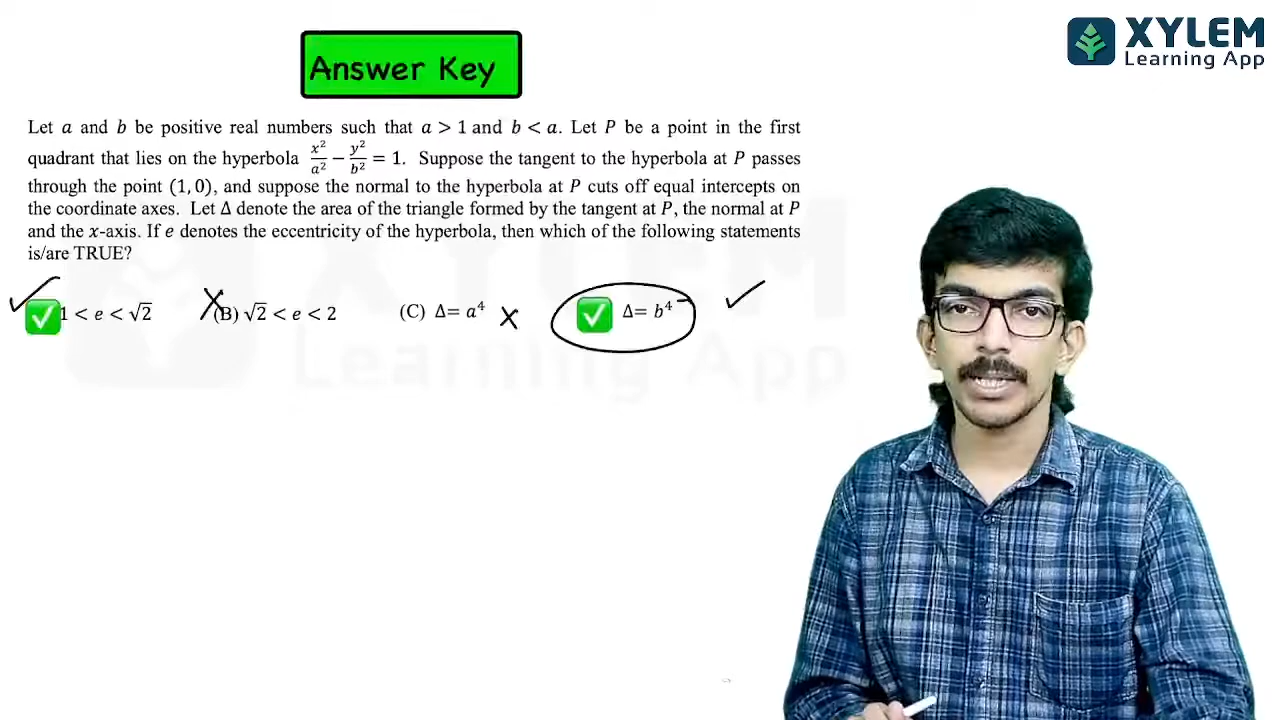 XYLEM
Learning App
Answer Key
Let a and b be positive real numbers such that a > 1 and b < a. Let P be a point in the first
quadrant that lies on the hyperbola x²/a² − y²/b² = 1. Suppose the tangent to the hyperbola at P passes
through the point (1, 0), and suppose the normal to the hyperbola at P cuts off equal intercepts on
the coordinate axes. Let Δ denote the area of the triangle formed by the tangent at P, the normal at P
and the x-axis. If e denotes the eccentricity of the hyperbola, then which of the following statements
is/are TRUE?
✅ 1 < e < √2 (B) √2 < e < 2 (C) Δ= a⁴ ✅ Δ= b⁴
XYLEM
Learning App